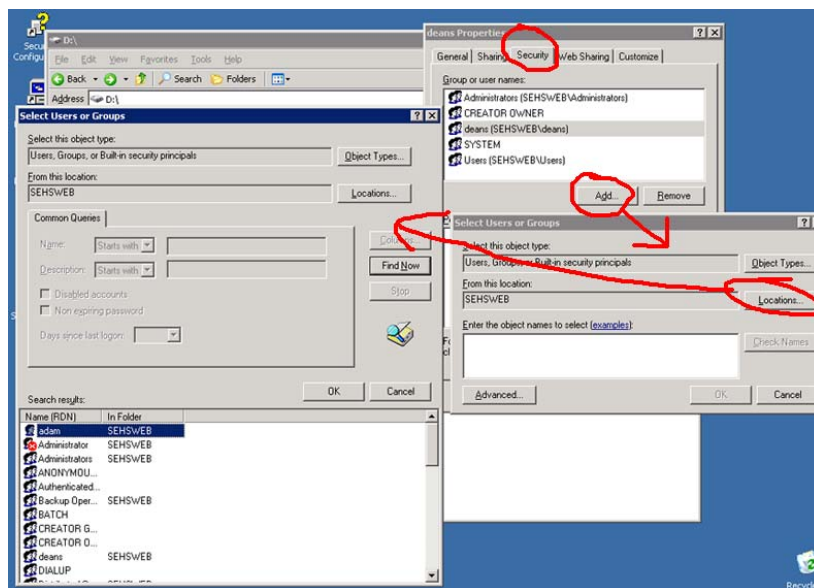 Secu
Configu
D:\
File Edit View Favorites Tools Help
Back Search Folders
Address D:\
deans Properties
General Sharing Security Web Sharing Customize
Group or user names:
Administrators (SEHSWEB\Administrators)
CREATOR OWNER
deans (SEHSWEB\deans)
SYSTEM
Users (SEHSWEB\Users)
Add... Remove
Select Users or Groups
Select this object type:
Users, Groups, or Built-in security principals
Object Types...
From this location:
SEHSWEB
Locations...
Common Queries
Name: Starts with
Description: Starts with
Disabled accounts
Non expiring password
Days since last logon:
Columns...
Find Now
Stop
OK Cancel
Search results:
Name (RDN) In Folder
adam SEHSWEB
Administrator SEHSWEB
Administrators SEHSWEB
ANONYMOU...
Authenticated...
Backup Oper... SEHSWEB
BATCH
CREATOR G...
CREATOR O...
deans SEHSWEB
DIALUP
Select Users or Groups
Select this object type:
Users, Groups, or Built-in security principals
Object Types...
From this location:
SEHSWEB
Locations...
Enter the object names to select (examples):
Check Names
Advanced... OK Cancel
Recycle